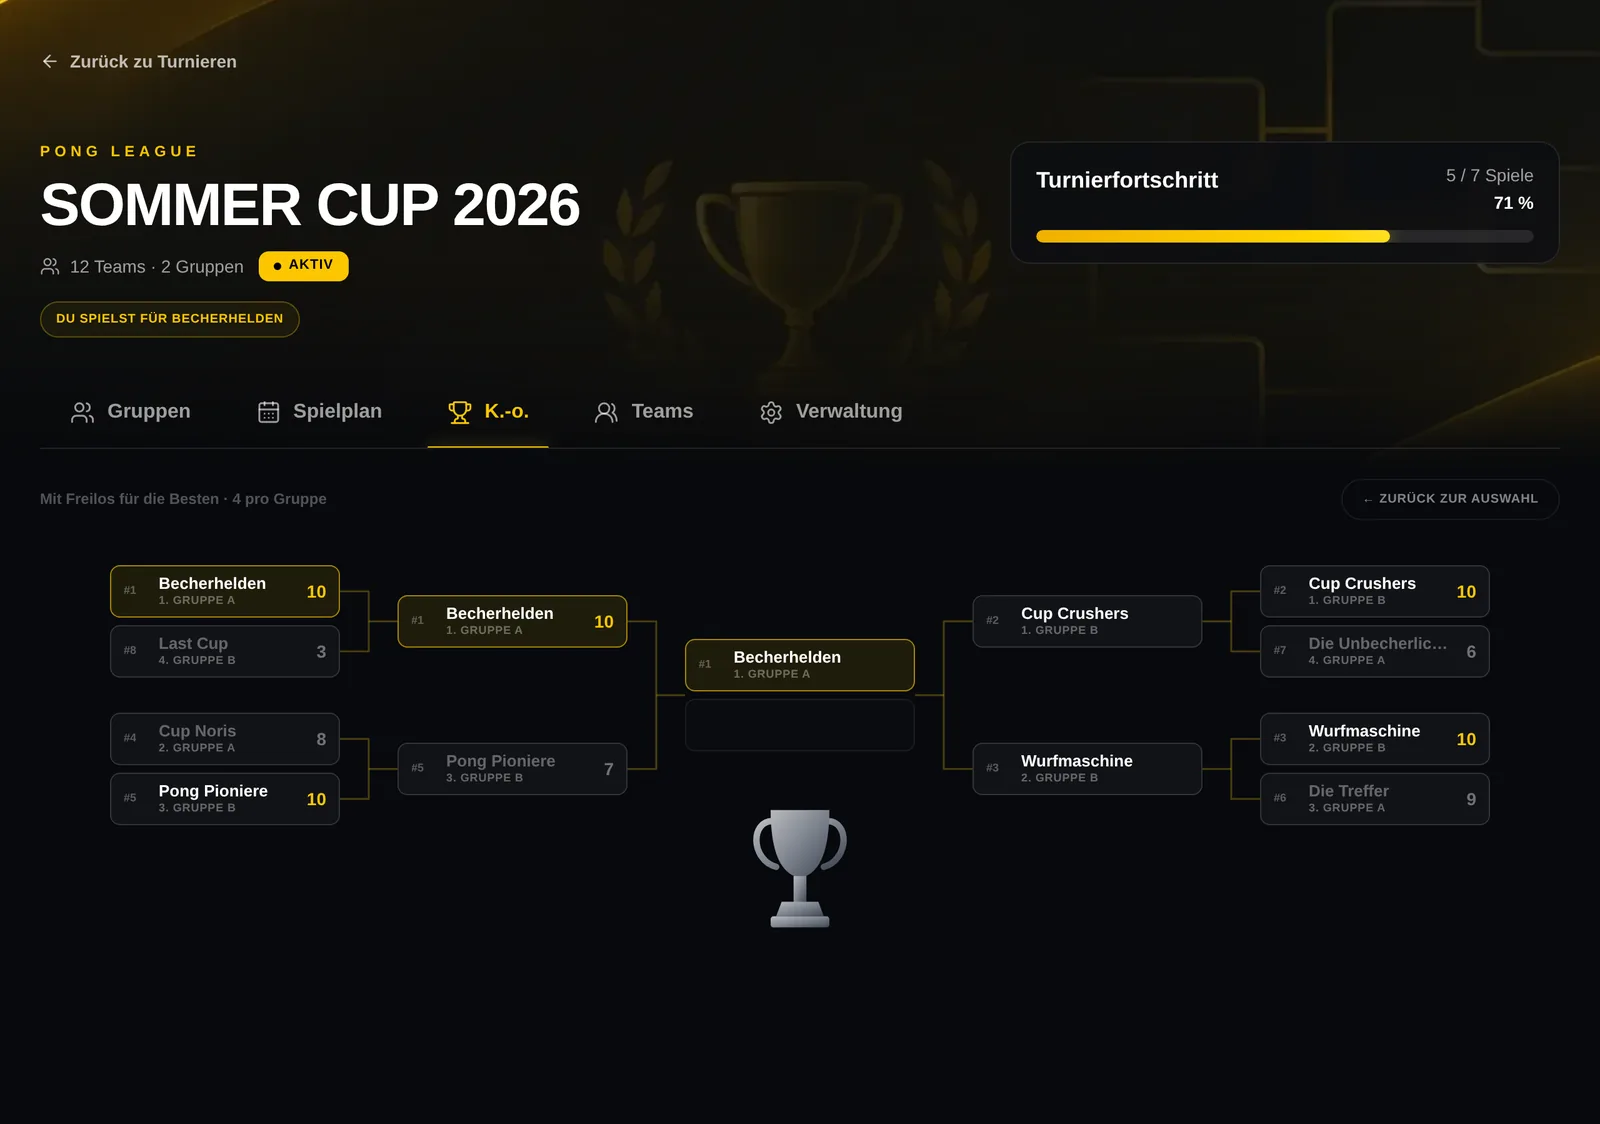 ← Zurück zu Turnieren
PONG LEAGUE
SOMMER CUP 2026
12 Teams · 2 Gruppen
● AKTIV
DU SPIELST FÜR BECHERHELDEN
Turnierfortschritt
5 / 7 Spiele
71 %
Gruppen
Spielplan
K.-o.
Teams
Verwaltung
Mit Freilos für die Besten · 4 pro Gruppe
← ZURÜCK ZUR AUSWAHL
#1 Becherhelden 10
1. GRUPPE A
#8 Last Cup 3
4. GRUPPE B
#4 Cup Noris 8
2. GRUPPE A
#5 Pong Pioniere 10
3. GRUPPE B
#1 Becherhelden 10
1. GRUPPE A
#5 Pong Pioniere 7
3. GRUPPE B
#1 Becherhelden
1. GRUPPE A
#2 Cup Crushers
1. GRUPPE B
#3 Wurfmaschine
2. GRUPPE B
#2 Cup Crushers 10
1. GRUPPE B
#7 Die Unbecherlic... 6
4. GRUPPE A
#3 Wurfmaschine 10
2. GRUPPE B
#6 Die Treffer 9
3. GRUPPE A